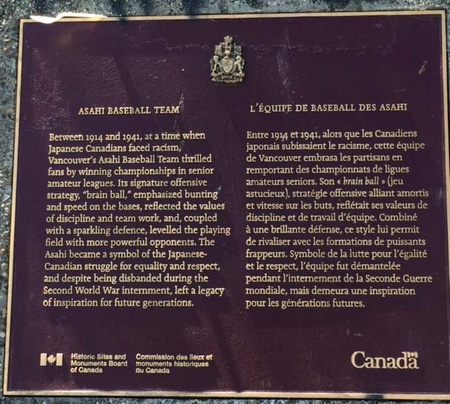 ASAHI BASEBALL TEAM
Between 1914 and 1941, at a time when
Japanese Canadians faced racism,
Vancouver's Asahi Baseball Team thrilled
fans by winning championships in senior
amateur leagues. Its signature offensive
strategy, "brain ball," emphasized bunting
and speed on the bases, reflected the values
of discipline and team work, and, coupled
with a sparkling defence, levelled the playing
field with more powerful opponents. The
Asahi became a symbol of the Japanese-
Canadian struggle for equality and respect,
and despite being disbanded during the
Second World War internment, left a legacy
of inspiration for future generations.
L'ÉQUIPE DE BASEBALL DES ASAHI
Entre 1914 et 1941, alors que les Canadiens
japonais subissaient le racisme, cette équipe
de Vancouver embrasa les partisans en
remportant des championnats de ligues
amateurs seniors. Son « brain ball » (jeu
astucieux), stratégie offensive alliant amortis
et vitesse sur les buts, reflétait ses valeurs de
discipline et de travail d'équipe. Combiné
à une brillante défense, ce style lui permit
de rivaliser avec les formations de puissants
frappeurs. Symbole de la lutte pour l'égalité
et le respect, l'équipe fut démantelée
pendant l'internement de la Seconde Guerre
mondiale, mais demeura une inspiration
pour les générations futures.
Historic Sites and
Monuments Board
of Canada
Commission des lieux et
monuments historiques
du Canada
Canada